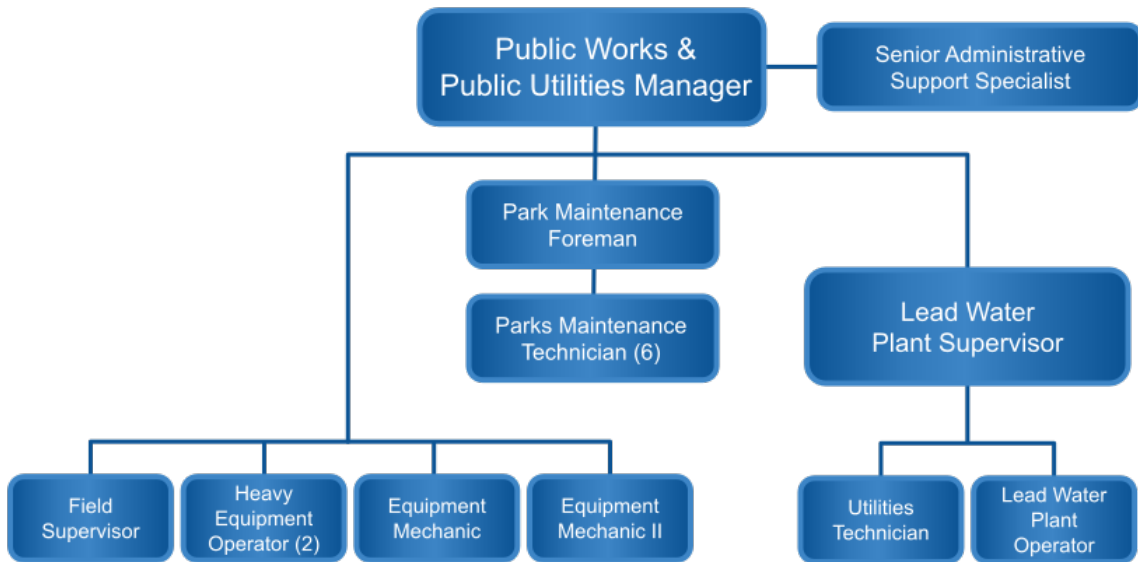 Public Works &
Public Utilities Manager
Senior Administrative
Support Specialist
Park Maintenance
Foreman
Parks Maintenance
Technician (6)
Lead Water
Plant Supervisor
Field
Supervisor
Heavy
Equipment
Operator (2)
Equipment
Mechanic
Equipment
Mechanic II
Utilities
Technician
Lead Water
Plant
Operator